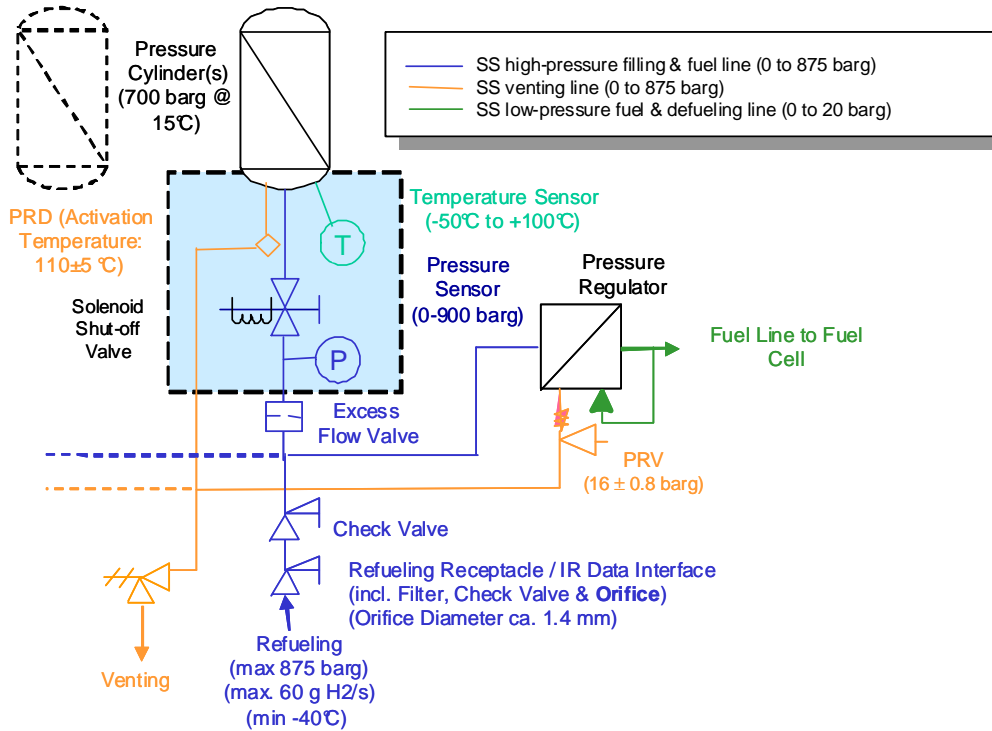 Pressure
Cylinder(s)
(700 barg @
15°C)
SS high-pressure filling & fuel line (0 to 875 barg)
SS venting line (0 to 875 barg)
SS low-pressure fuel & defueling line (0 to 20 barg)
PRD (Activation
Temperature:
110±5 °C)
Temperature Sensor
(-50°C to +100°C)
T
Solenoid
Shut-off
Valve
Pressure
Sensor
(0-900 barg)
Pressure
Regulator
P
Fuel Line to Fuel
Cell
Excess
Flow Valve
PRV
(16 ± 0.8 barg)
Check Valve
Refueling Receptacle / IR Data Interface
(incl. Filter, Check Valve & Orifice)
(Orifice Diameter ca. 1.4 mm)
Refueling
(max 875 barg)
(max. 60 g H2/s)
(min -40°C)
Venting